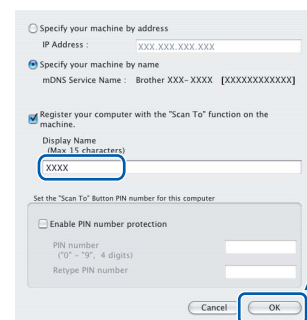 Specify your machine by address
IP Address : XXX.XXX.XXX.XXX
Specify your machine by name
mDNS Service Name : Brother XXX-XXXX [XXXXXXXXXXXX]
Register your computer with the "Scan To" function on the
machine.
Display Name
(Max 15 characters)
XXXX
Set the "Scan To" Button PIN number for this computer
Enable PIN number protection
PIN number
("0" - "9", 4 digits)
Retype PIN number
Cancel OK